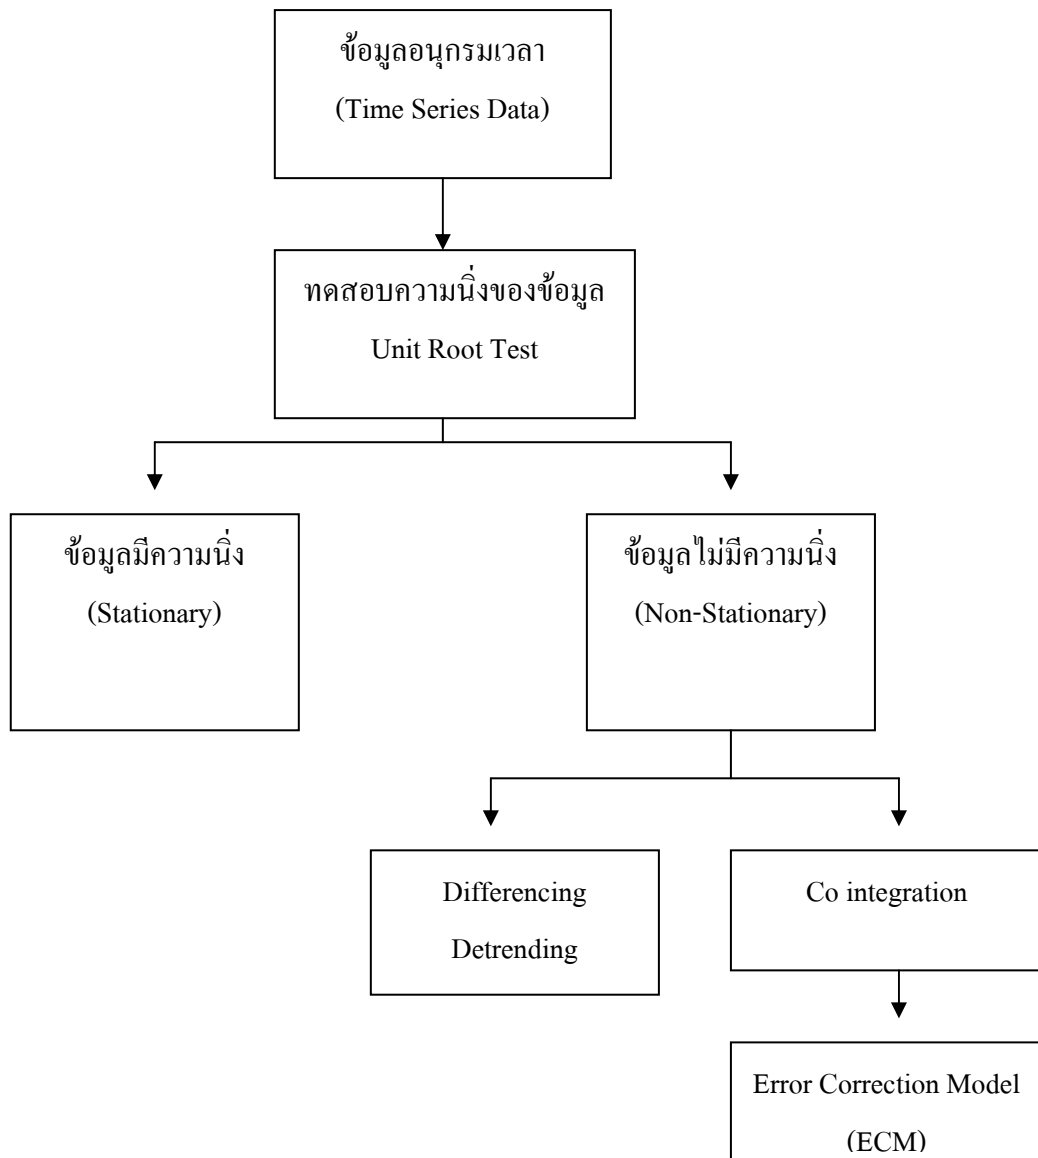 ข้อมูลอนุกรมเวลา
(Time Series Data)
ทดสอบความนิ่งของข้อมูล
Unit Root Test
ข้อมูลมีความนิ่ง
(Stationary)
ข้อมูลไม่มีความนิ่ง
(Non-Stationary)
Differencing
Detrending
Co integration
Error Correction Model
(ECM)